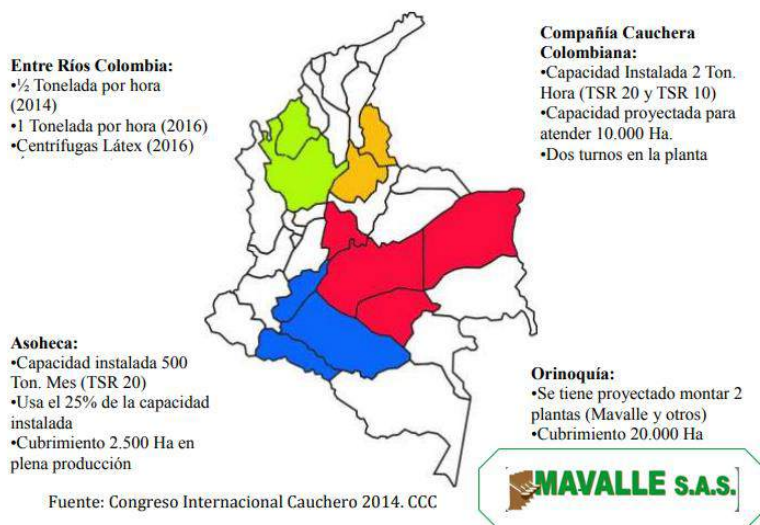 Entre Ríos Colombia:
•½ Tonelada por hora
(2014)
•1 Tonelada por hora (2016)
•Centrífugas Látex (2016)
Compañía Cauchera
Colombiana:
•Capacidad Instalada 2 Ton.
Hora (TSR 20 y TSR 10)
•Capacidad proyectada para
atender 10.000 Ha.
•Dos turnos en la planta
Asoheca:
•Capacidad instalada 500
Ton. Mes (TSR 20)
•Usa el 25% de la capacidad
instalada
•Cubrimiento 2.500 Ha en
plena producción
Orinoquía:
•Se tiene proyectado montar 2
plantas (Mavalle y otros)
•Cubrimiento 20.000 Ha
MAVALLE S.A.S.
Fuente: Congreso Internacional Cauchero 2014. CCC